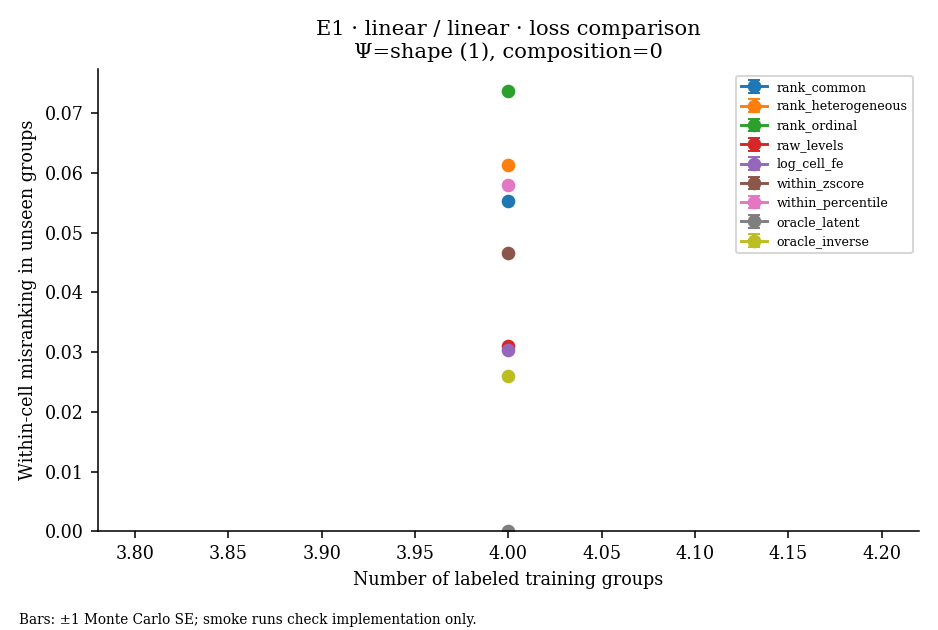 E1 · linear / linear · loss comparison
Ψ=shape (1), composition=0
Within-cell misranking in unseen groups
0.07
0.06
0.05
0.04
0.03
0.02
0.01
0.00
rank_common
rank_heterogeneous
rank_ordinal
raw_levels
log_cell_fe
within_zscore
within_percentile
oracle_latent
oracle_inverse
3.80 3.85 3.90 3.95 4.00 4.05 4.10 4.15 4.20
Number of labeled training groups
Bars: ±1 Monte Carlo SE; smoke runs check implementation only.